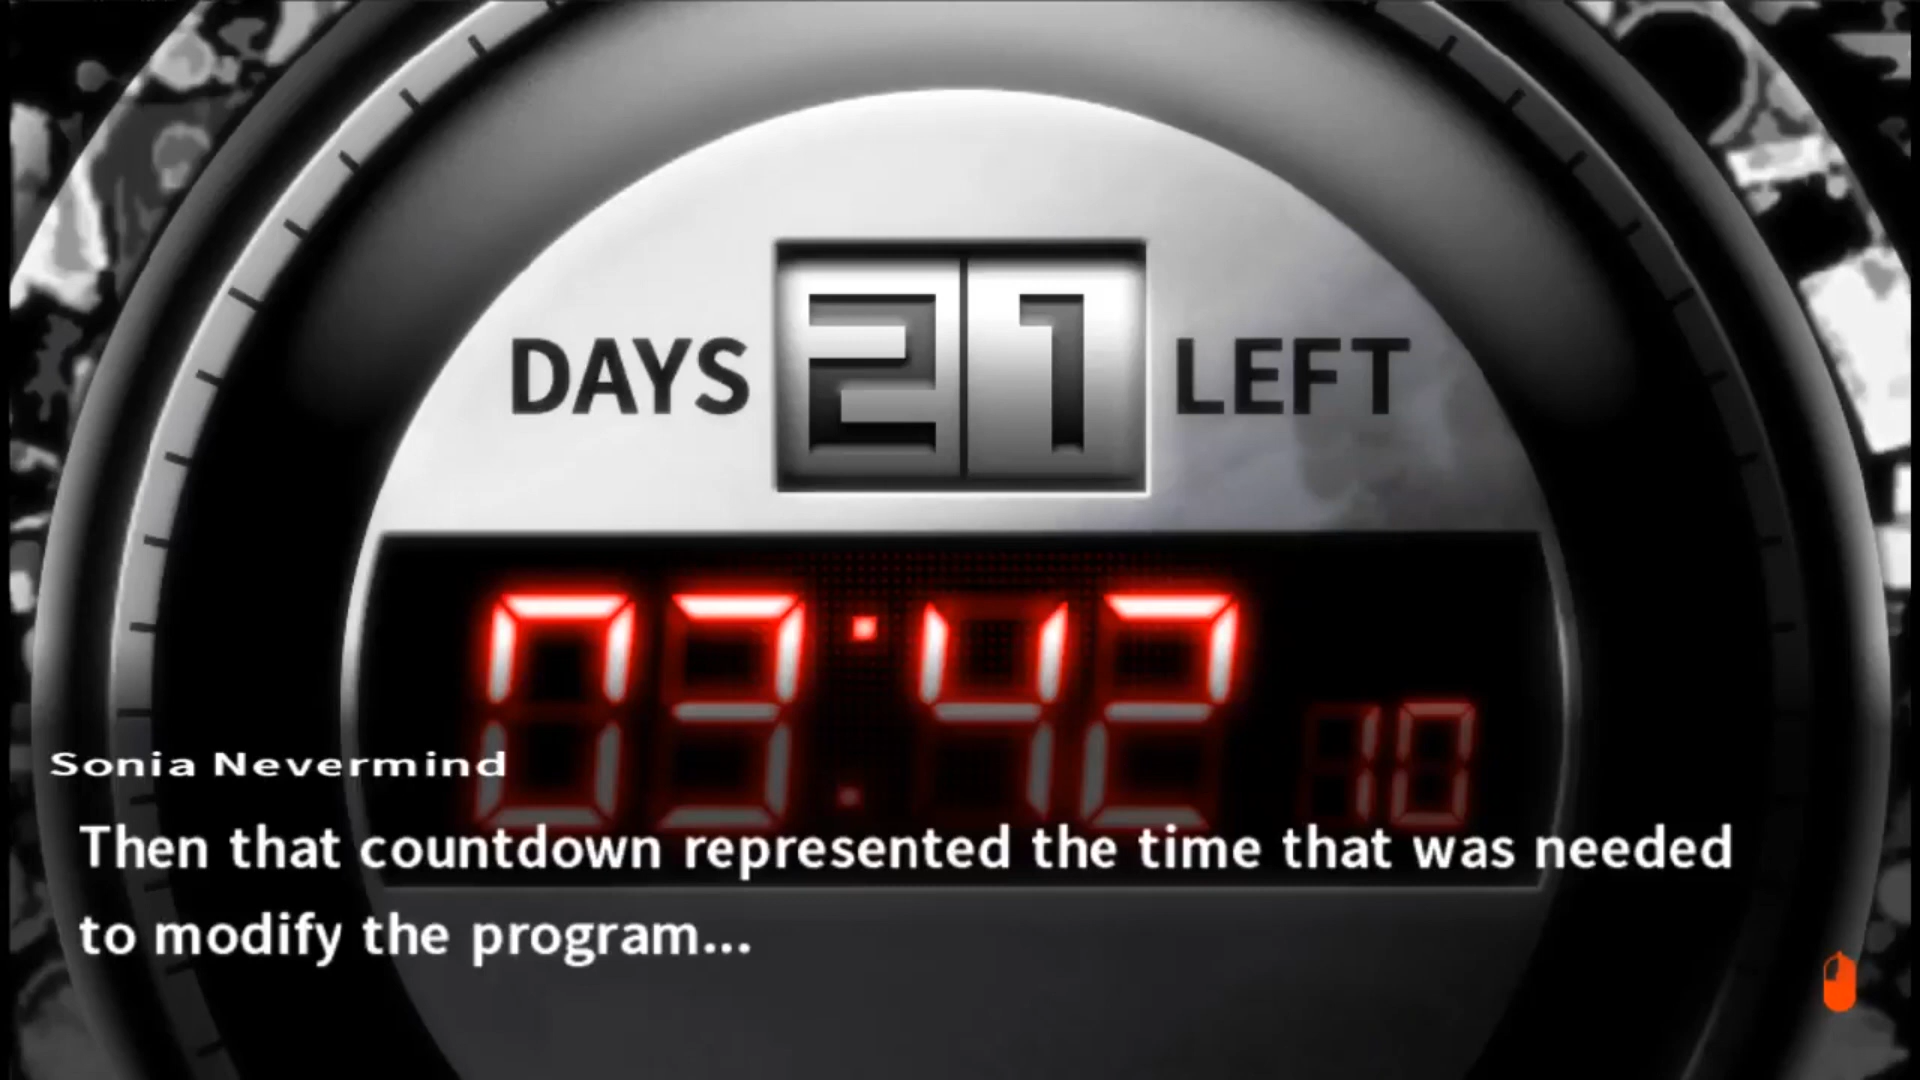 DAYS 21 LEFT
03:42 10
Sonia Nevermind
Then that countdown represented the time that was needed
to modify the program...